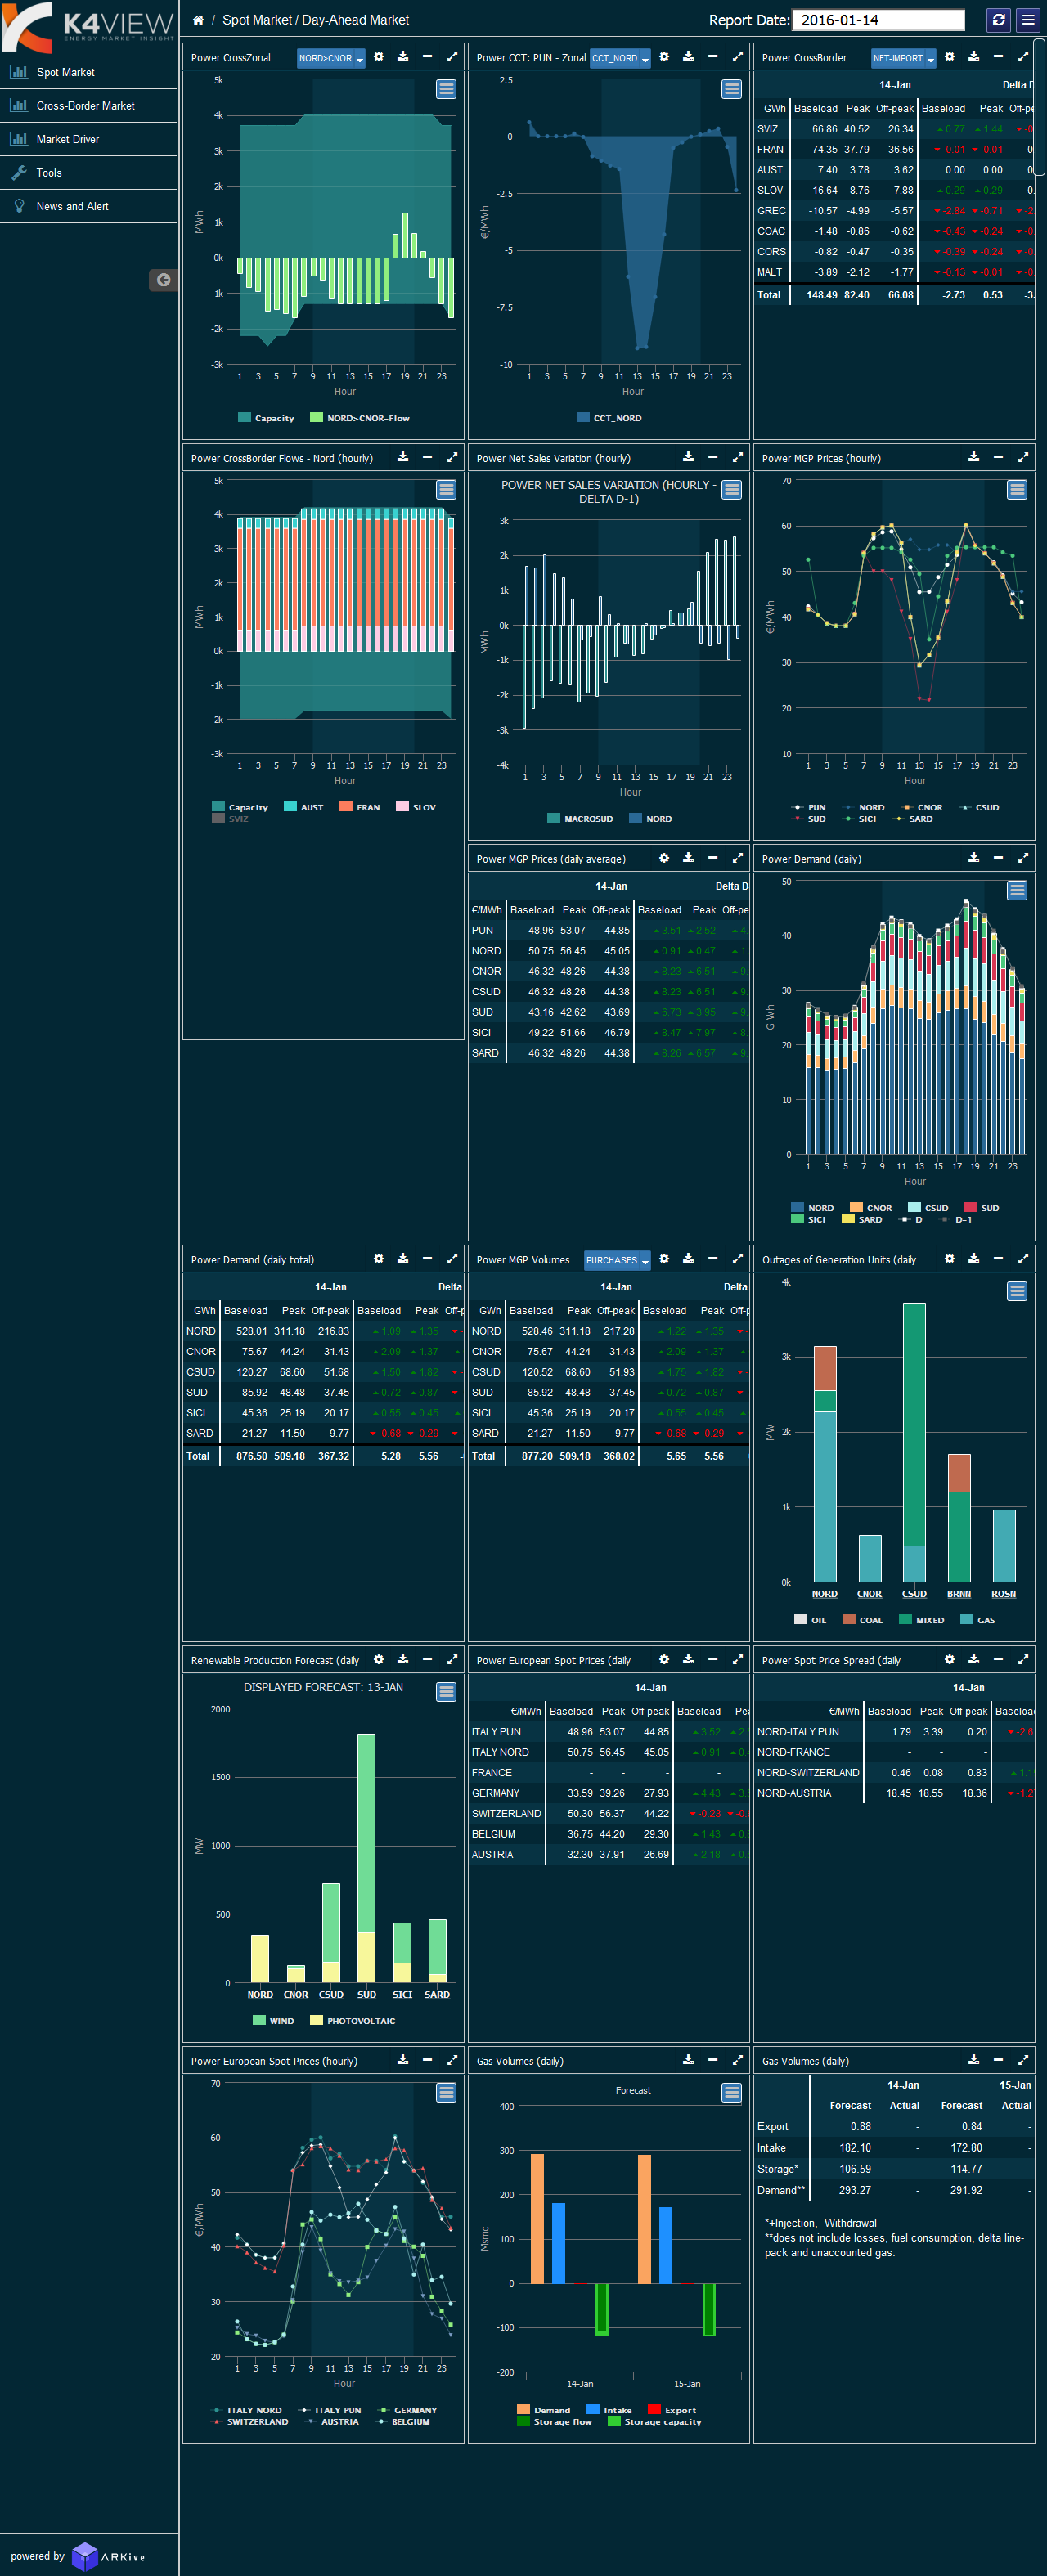 K4VIEW
ENERGY MARKET INSIGHT
Spot Market
Cross-Border Market
Market Driver
Tools
News and Alert
/ Spot Market / Day-Ahead Market
Report Date: 2016-01-14
Power CrossZonal NORD>CNOR
5k
4k
3k
2k
1k
0k
-1k
-2k
-3k
MWh
1 3 5 7 9 11 13 15 17 19 21 23
Hour
Capacity NORD>CNOR-Flow
Power CCT: PUN - Zonal CCT_NORD
2.5
0
-2.5
-5
-7.5
-10
€/MWh
1 3 5 7 9 11 13 15 17 19 21 23
Hour
CCT_NORD
Power CrossBorder NET-IMPORT
14-Jan Delta D
GWh Baseload Peak Off-peak Baseload Peak Off-pe
SVIZ 66.86 40.52 26.34 0.77 1.44 -0
FRAN 74.35 37.79 36.56 -0.01 -0.01 0.
AUST 7.40 3.78 3.62 0.00 0.00 0.
SLOV 16.64 8.76 7.88 0.29 0.29 0.
GREC -10.57 -4.99 -5.57 -2.84 -0.71 -2
COAC -1.48 -0.86 -0.62 -0.43 -0.24 -0
CORS -0.82 -0.47 -0.35 -0.39 -0.24 -0
MALT -3.89 -2.12 -1.77 -0.13 -0.01 -0
Total 148.49 82.40 66.08 -2.73 0.53 -3.
Power CrossBorder Flows - Nord (hourly)
5k
4k
3k
2k
1k
0k
-1k
-2k
-3k
MWh
1 3 5 7 9 11 13 15 17 19 21 23
Hour
Capacity AUST FRAN SLOV
SVIZ
Power Net Sales Variation (hourly)
POWER NET SALES VARIATION (HOURLY -
DELTA D-1)
3k
2k
1k
0k
-1k
-2k
-3k
-4k
MWh
1 3 5 7 9 11 13 15 17 19 21 23
Hour
MACROSUD NORD
Power MGP Prices (hourly)
70
60
50
40
30
20
10
€/MWh
1 3 5 7 9 11 13 15 17 19 21 23
Hour
PUN NORD CNOR CSUD
SUD SICI SARD
Power MGP Prices (daily average)
14-Jan Delta D
€/MWh Baseload Peak Off-peak Baseload Peak Off-pe
PUN 48.96 53.07 44.85 3.51 2.52 4.
NORD 50.75 56.45 45.05 0.91 0.47 1.
CNOR 46.32 48.26 44.38 8.23 6.51 9.
CSUD 46.32 48.26 44.38 8.23 6.51 9.
SUD 43.16 42.62 43.69 6.73 3.95 9.
SICI 49.22 51.66 46.79 8.47 7.97 8.
SARD 46.32 48.26 44.38 8.26 6.57 9.
Power Demand (daily)
50
40
30
20
10
0
G Wh
1 3 5 7 9 11 13 15 17 19 21 23
Hour
NORD CNOR CSUD SUD
SICI SARD D D-1
Power Demand (daily total)
14-Jan Delta
GWh Baseload Peak Off-peak Baseload Peak Off-p
NORD 528.01 311.18 216.83 1.09 1.35
CNOR 75.67 44.24 31.43 2.09 1.37
CSUD 120.27 68.60 51.68 1.50 1.82
SUD 85.92 48.48 37.45 0.72 0.87
SICI 45.36 25.19 20.17 0.55 0.45
SARD 21.27 11.50 9.77 -0.68 -0.29
Total 876.50 509.18 367.32 5.28 5.56
Power MGP Volumes PURCHASES
14-Jan Delta
GWh Baseload Peak Off-peak Baseload Peak Off-p
NORD 528.46 311.18 217.28 1.22 1.35
CNOR 75.67 44.24 31.43 2.09 1.37
CSUD 120.52 68.60 51.93 1.75 1.82
SUD 85.92 48.48 37.45 0.72 0.87
SICI 45.36 25.19 20.17 0.55 0.45
SARD 21.27 11.50 9.77 -0.68 -0.29
Total 877.20 509.18 368.02 5.65 5.56
Outages of Generation Units (daily
4k
3k
2k
1k
0k
MW
NORD CNOR CSUD BRNN ROSN
OIL COAL MIXED GAS
Renewable Production Forecast (daily
DISPLAYED FORECAST: 13-JAN
2000
1500
1000
500
0
MW
NORD CNOR CSUD SUD SICI SARD
WIND PHOTOVOLTAIC
Power European Spot Prices (daily
14-Jan
€/MWh Baseload Peak Off-peak Baseload Pe
ITALY PUN 48.96 53.07 44.85 3.52 2.
ITALY NORD 50.75 56.45 45.05 0.91 0.
FRANCE - - - -
GERMANY 33.59 39.26 27.93 4.43 3.
SWITZERLAND 50.30 56.37 44.22 -0.23 -0.
BELGIUM 36.75 44.20 29.30 1.43 0.
AUSTRIA 32.30 37.91 26.69 2.18 0.
Power Spot Price Spread (daily
14-Jan
€/MWh Baseload Peak Off-peak Baseload
NORD-ITALY PUN 1.79 3.39 0.20 -2.6
NORD-FRANCE - - -
NORD-SWITZERLAND 0.46 0.08 0.83 1.1
NORD-AUSTRIA 18.45 18.55 18.36 -1.2
Power European Spot Prices (hourly)
70
60
50
40
30
20
€/MWh
1 3 5 7 9 11 13 15 17 19 21 23
Hour
ITALY NORD ITALY PUN GERMANY
SWITZERLAND AUSTRIA BELGIUM
Gas Volumes (daily)
Forecast
400
300
200
100
0
-100
-200
Msmc
14-Jan 15-Jan
Demand Intake Export
Storage flow Storage capacity
Gas Volumes (daily)
14-Jan 15-Jan
Forecast Actual Forecast Actual
Export 0.88 - 0.84 -
Intake 182.10 - 172.80 -
Storage* -106.59 - -114.77 -
Demand** 293.27 - 291.92 -
*+Injection, -Withdrawal
**does not include losses, fuel consumption, delta line-
pack and unaccounted gas.
powered by ARKive